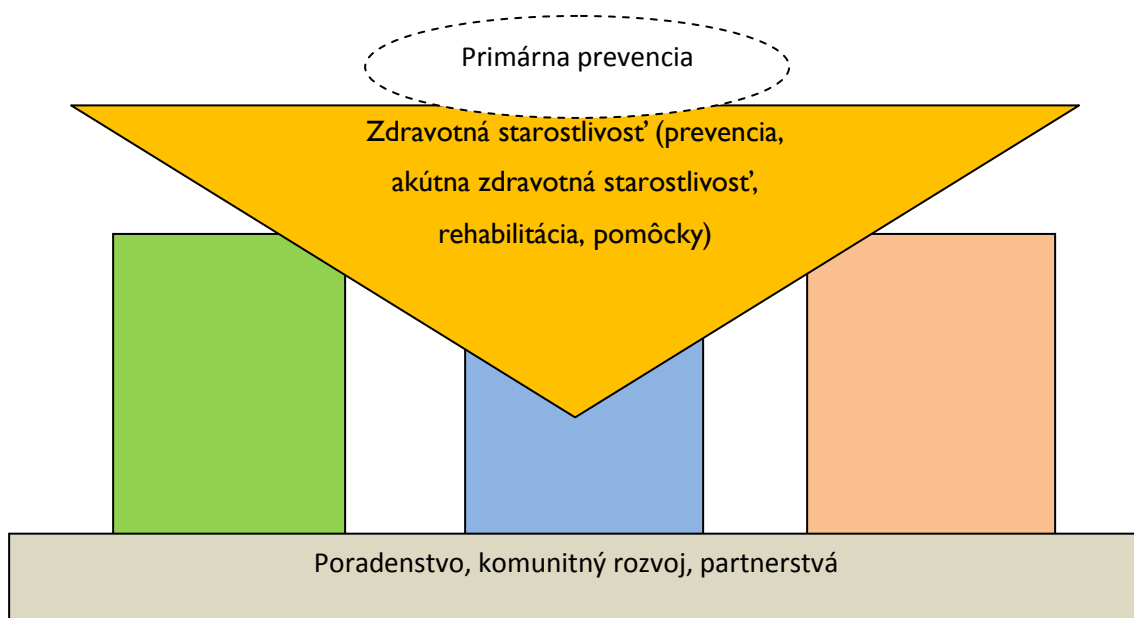 Primárna prevencia
Zdravotná starostlivosť (prevencia,
akútna zdravotná starostlivosť,
rehabilitácia, pomôcky)
Poradenstvo, komunitný rozvoj, partnerstvá